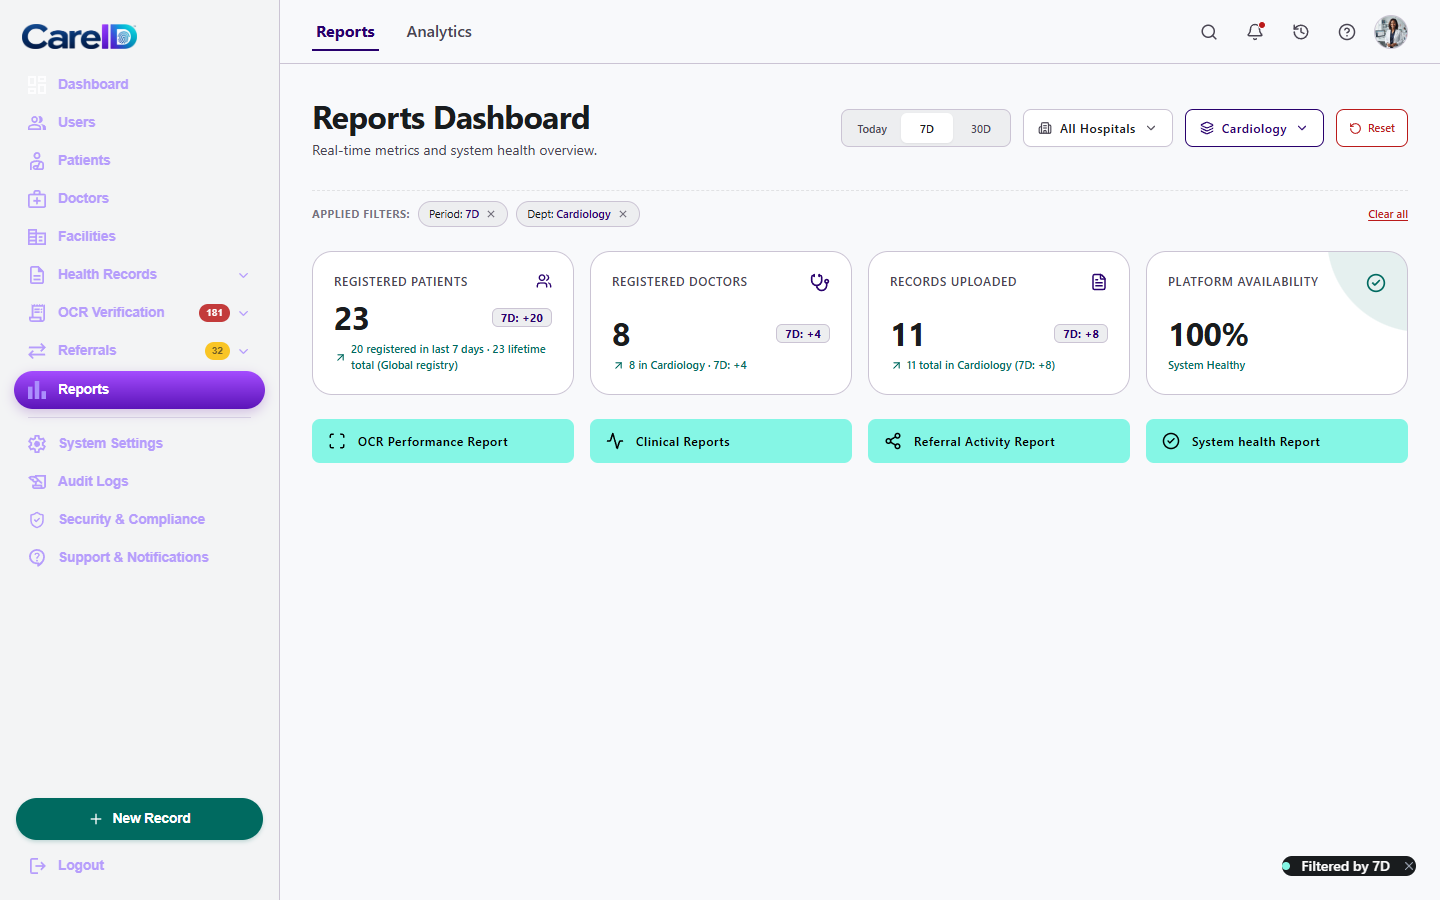 CareID
Dashboard
Users
Patients
Doctors
Facilities
Health Records
OCR Verification 181
Referrals 32
Reports
System Settings
Audit Logs
Security & Compliance
Support & Notifications
+ New Record
Logout
Reports Analytics
Reports Dashboard
Real-time metrics and system health overview.
Today 7D 30D All Hospitals Cardiology Reset
APPLIED FILTERS: Period: 7D × Dept: Cardiology × Clear all
REGISTERED PATIENTS
23 7D: +20
20 registered in last 7 days · 23 lifetime
total (Global registry)
REGISTERED DOCTORS
8 7D: +4
8 in Cardiology · 7D: +4
RECORDS UPLOADED
11 7D: +8
11 total in Cardiology (7D: +8)
PLATFORM AVAILABILITY
100%
System Healthy
OCR Performance Report
Clinical Reports
Referral Activity Report
System health Report
Filtered by 7D ×